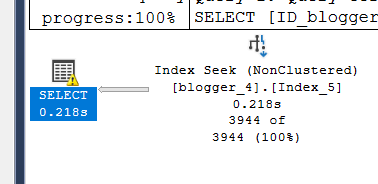 progress:100%
SELECT [ID_blogger
Index Seek (NonClustered)
[blogger_4].[Index_5]
0.218s
3944 of
3944 (100%)
SELECT
0.218s